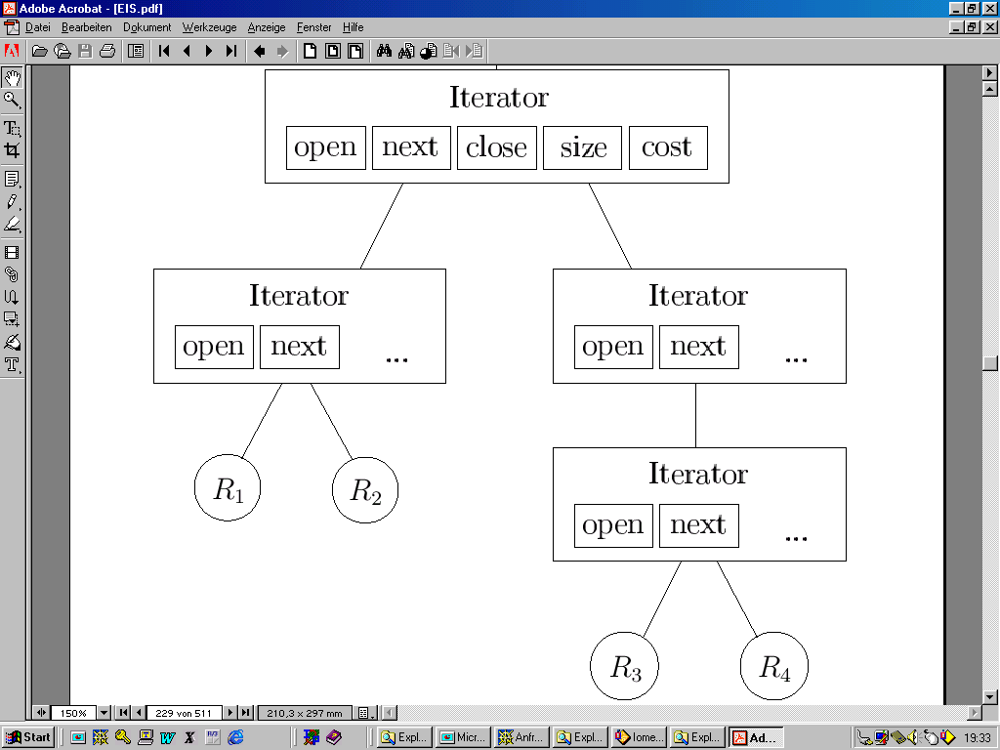 Adobe Acrobat - [EIS.pdf]
Datei Bearbeiten Dokument Werkzeuge Anzeige Fenster Hilfe
Iterator
open next close size cost
Iterator
open next ...
Iterator
open next ...
R1 R2
Iterator
open next ...
R3 R4
150% 229 von 511 210,3 x 297 mm
Start Expl... Micr... Anfr... Expl... Iome... Expl... Ad... 19:33